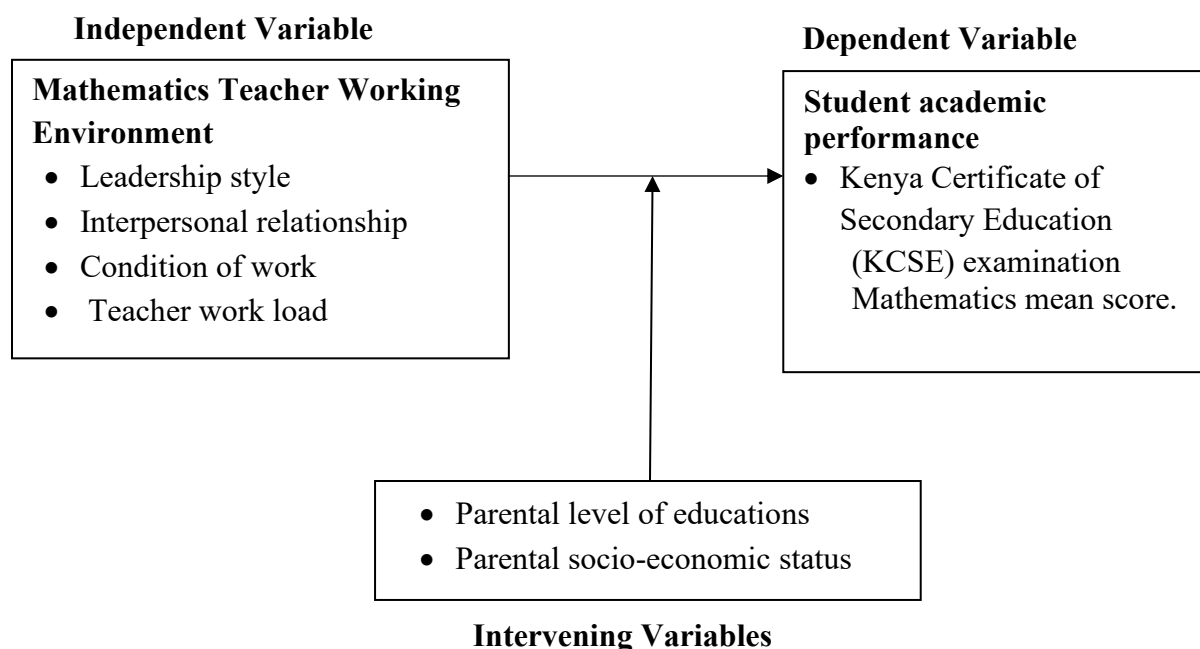 Independent Variable
Mathematics Teacher Working
Environment
• Leadership style
• Interpersonal relationship
• Condition of work
• Teacher work load
Dependent Variable
Student academic
performance
• Kenya Certificate of
Secondary Education
(KCSE) examination
Mathematics mean score.
• Parental level of educations
• Parental socio-economic status
Intervening Variables